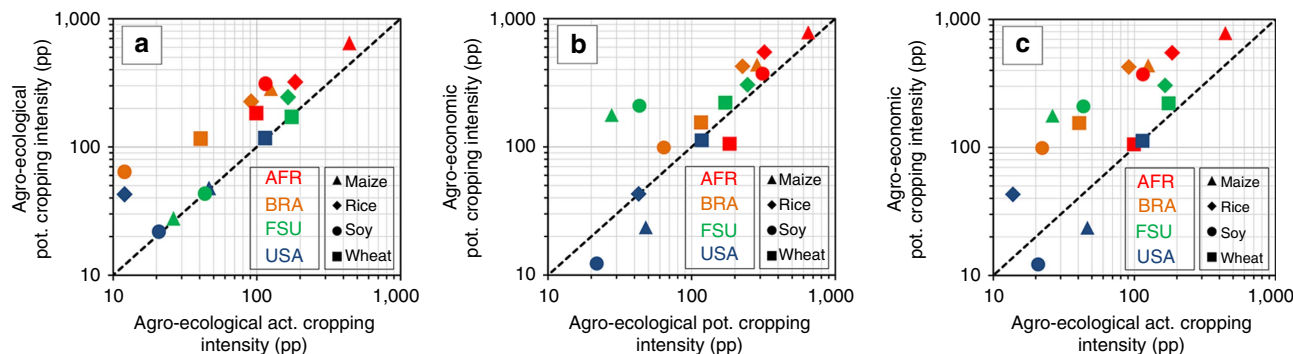 a
1,000
100
10
10
100
1,000
Agro-ecological
pot. cropping intensity (pp)
Agro-ecological act. cropping
intensity (pp)
AFR
BRA
FSU
USA
Maize
Rice
Soy
Wheat
b
1,000
100
10
10
100
1,000
Agro-economic
pot. cropping intensity (pp)
Agro-ecological pot. cropping
intensity (pp)
AFR
BRA
FSU
USA
Maize
Rice
Soy
Wheat
c
1,000
100
10
10
100
1,000
Agro-economic
pot. cropping intensity (pp)
Agro-ecological act. cropping
intensity (pp)
AFR
BRA
FSU
USA
Maize
Rice
Soy
Wheat